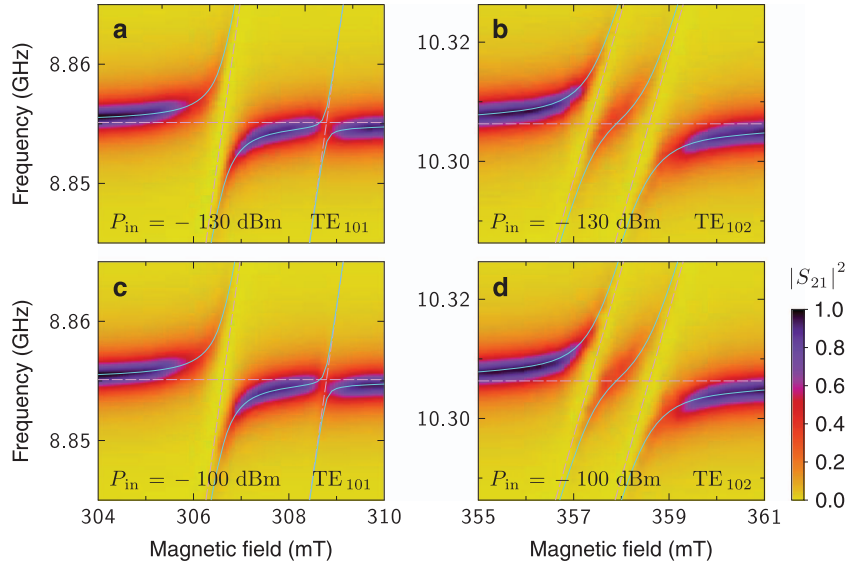 a
b
Frequency (GHz)
8.86
8.85
10.32
10.30
P_in = − 130 dBm TE_101
P_in = − 130 dBm TE_102
c
d
Frequency (GHz)
8.86
8.85
10.32
10.30
P_in = − 100 dBm TE_101
P_in = − 100 dBm TE_102
304 306 308 310
355 357 359 361
Magnetic field (mT)
Magnetic field (mT)
|S_21|^2
1.0
0.8
0.6
0.4
0.2
0.0